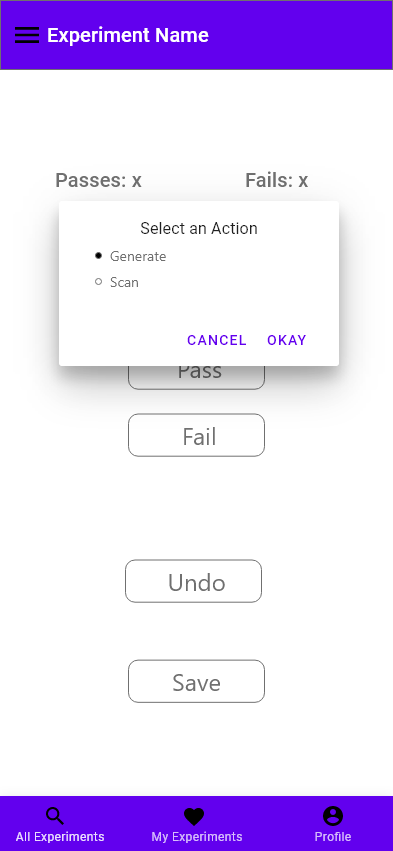 Experiment Name
Passes: x Fails: x
Select an Action
Generate
Scan
CANCEL OKAY
Pass
Fail
Undo
Save
All Experiments My Experiments Profile